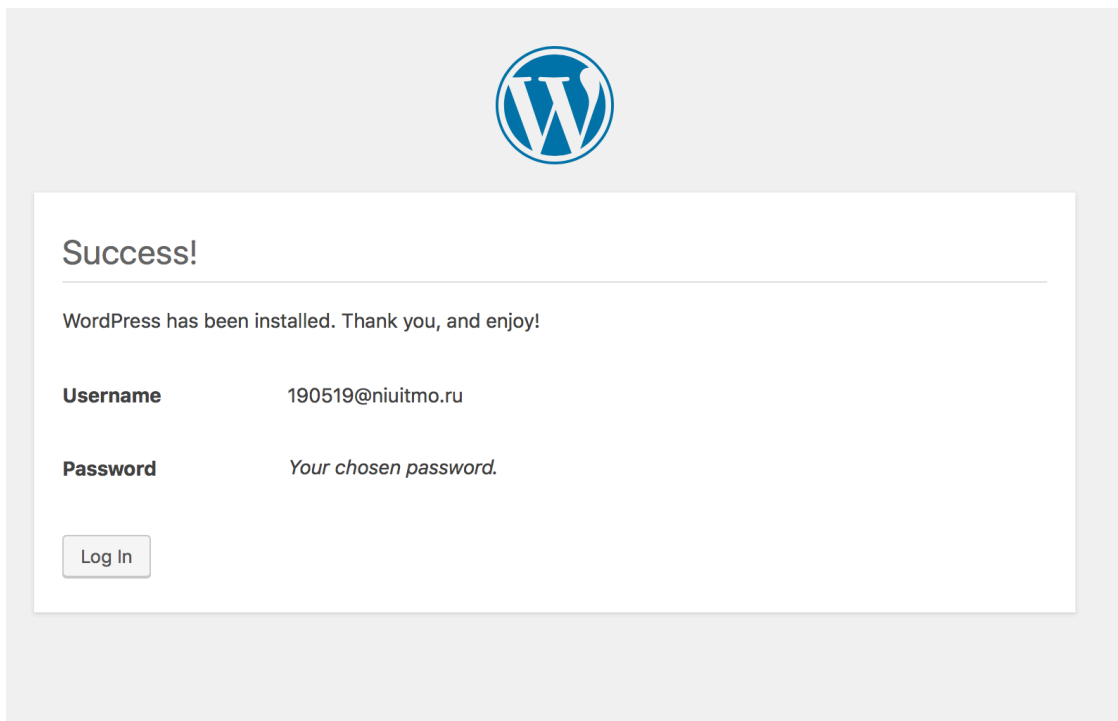 Success!
WordPress has been installed. Thank you, and enjoy!
Username 190519@niuitmo.ru
Password Your chosen password.
Log In